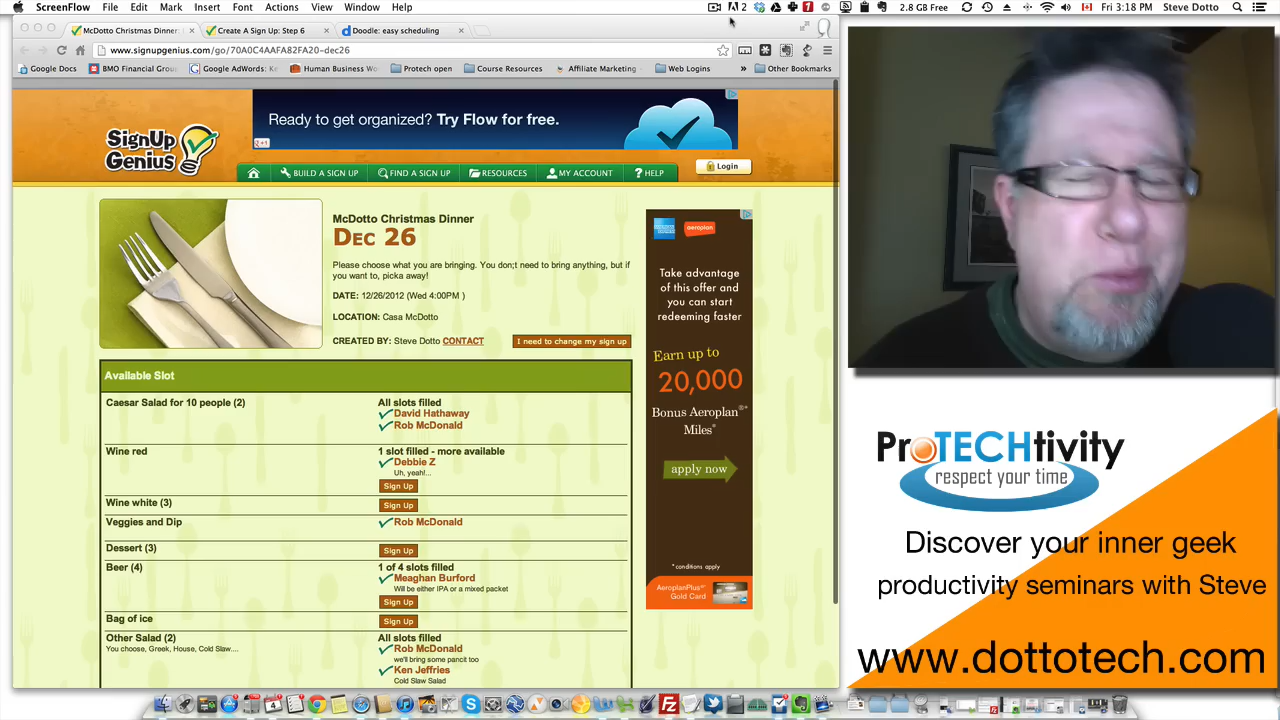 ScreenFlow File Edit Mark Insert Font Actions View Window Help
2 1 2.8 GB Free Fri 3:18 PM Steve Dotto
McDotto Christmas Dinner: Create A Sign Up: Step 6 Doodle: easy scheduling
www.signupgenius.com/go/70A0C4AAFA82FA20-dec26
Google Docs BMO Financial Grou Google AdWords: Ke Human Business Wo Protech open Course Resources Affiliate Marketing Web Logins » Other Bookmarks
Ready to get organized? Try Flow for free.
+1
SignUp
Genius
BUILD A SIGN UP FIND A SIGN UP RESOURCES MY ACCOUNT ? HELP Login
McDotto Christmas Dinner
Dec 26
Please choose what you are bringing. You don;t need to bring anything, but if
you want to, picka away!
DATE: 12/26/2012 (Wed 4:00PM )
LOCATION: Casa McDotto
CREATED BY: Steve Dotto CONTACT I need to change my sign up
Available Slot
Caesar Salad for 10 people (2) All slots filled
David Hathaway
Rob McDonald
Wine red 1 slot filled - more available
Debbie Z
Uh, yeah!...
Sign Up
Wine white (3) Sign Up
Veggies and Dip Rob McDonald
Dessert (3) Sign Up
Beer (4) 1 of 4 slots filled
Meaghan Burford
Will be either IPA or a mixed packet
Sign Up
Bag of ice Sign Up
Other Salad (2) All slots filled
You choose, Greek, House, Cold Slaw.... Rob McDonald
we'll bring some pancit too
Ken Jeffries
Cold Slaw Salad
aeroplan
Take advantage
of this offer and
you can start
redeeming faster
Earn up to
20,000
Bonus Aeroplan®*
Miles*
apply now
*conditions apply
AeroplanPlus®
Gold Card
ProTECHtivity
respect your time
Discover your inner geek
productivity seminars with Steve
www.dottotech.com